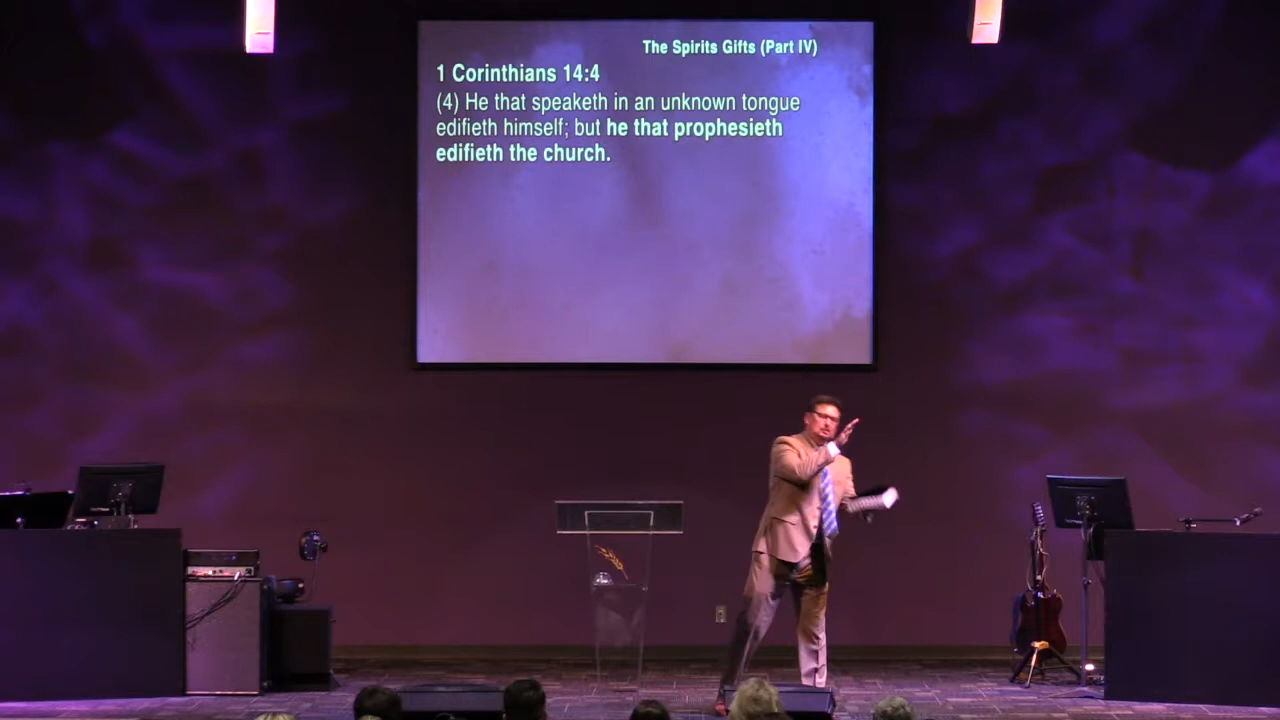 The Spirits Gifts (Part IV)
1 Corinthians 14:4
(4) He that speaketh in an unknown tongue
edifieth himself; but he that prophesieth
edifieth the church.